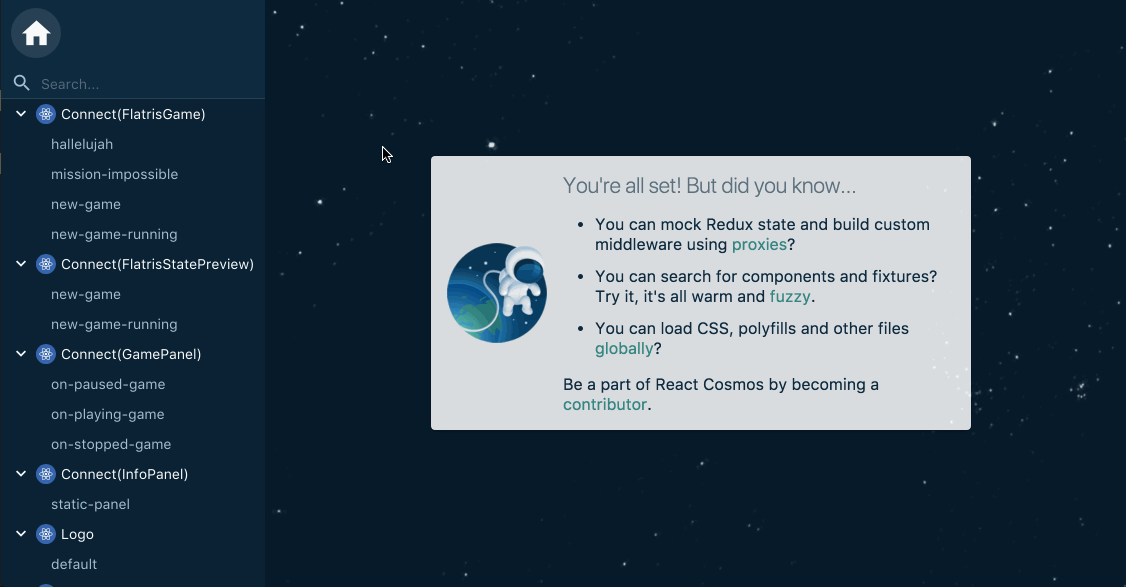 Search...
Connect(FlatrisGame)
hallelujah
mission-impossible
new-game
new-game-running
Connect(FlatrisStatePreview)
new-game
new-game-running
Connect(GamePanel)
on-paused-game
on-playing-game
on-stopped-game
Connect(InfoPanel)
static-panel
Logo
default
You're all set! But did you know...
• You can mock Redux state and build custom
middleware using proxies?
• You can search for components and fixtures?
Try it, it's all warm and fuzzy.
• You can load CSS, polyfills and other files
globally?
Be a part of React Cosmos by becoming a
contributor.